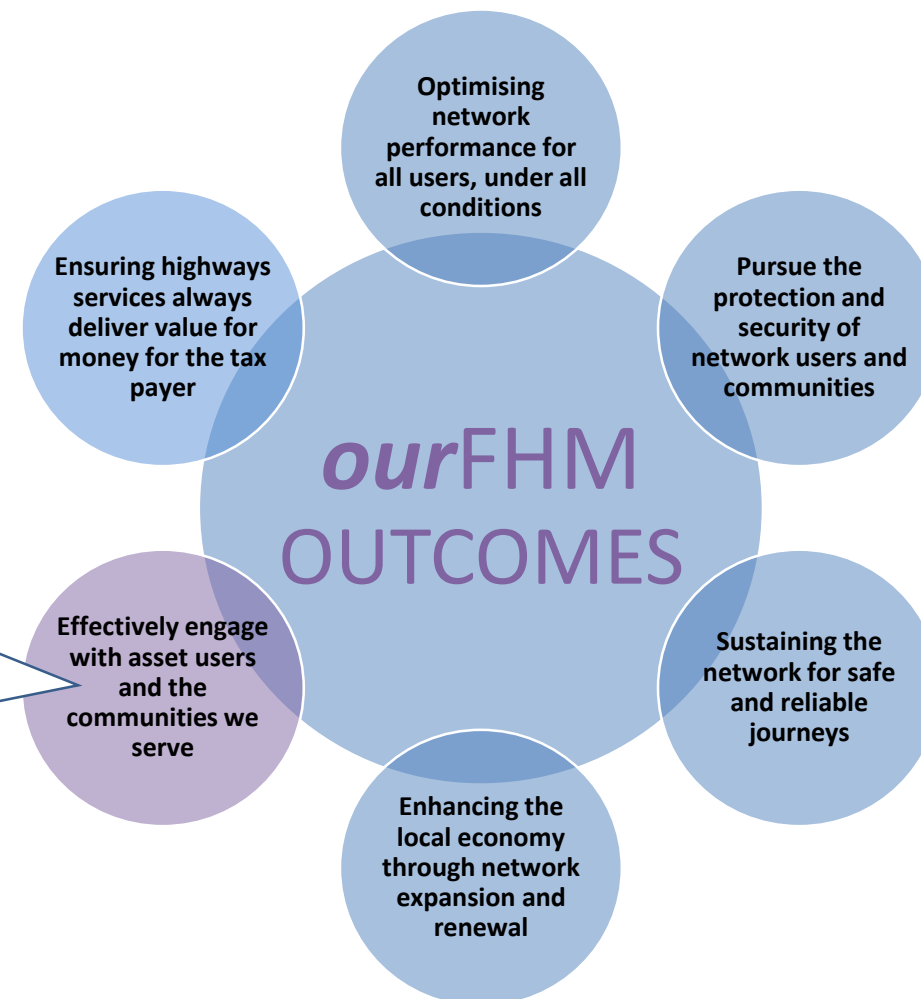 Optimising
network
performance for
all users, under all
conditions
Pursue the
protection and
security of
network users and
communities
Sustaining the
network for safe
and reliable
journeys
Enhancing the
local economy
through network
expansion and
renewal
Effectively engage
with asset users
and the
communities we
serve
Ensuring highways
services always
deliver value for
money for the tax
payer
ourFHM
OUTCOMES